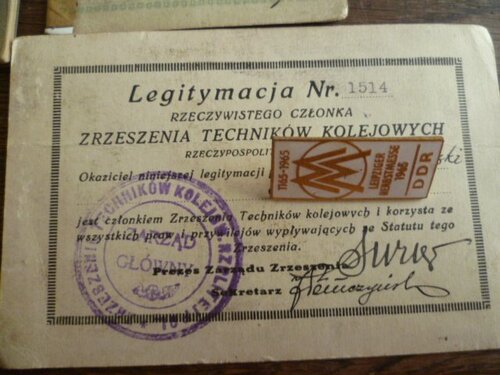 Legitymacja Nr. 1514
RZECZYWISTEGO CZŁONKA
ZRZESZENIA TECHNIKÓW KOLEJOWYCH
RZECZYPOSPOLIT
Okaziciel niniejszej legitymacji
ski
1165-1965
MM
LEIPZIGER
1965
DDR
jest członkiem Zrzeszenia Techników kolejowych i korzysta ze
wszystkich praw i przywilejów wypływających ze Statutu tego
Zrzeszenia.
Prezes Zarządu Zrzeszenia
Sekretarz
ZARZĄD
GŁÓWNY
TECHNIKÓW KOLEJ.